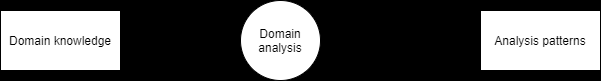 Domain knowledge
Domain
analysis
Analysis patterns